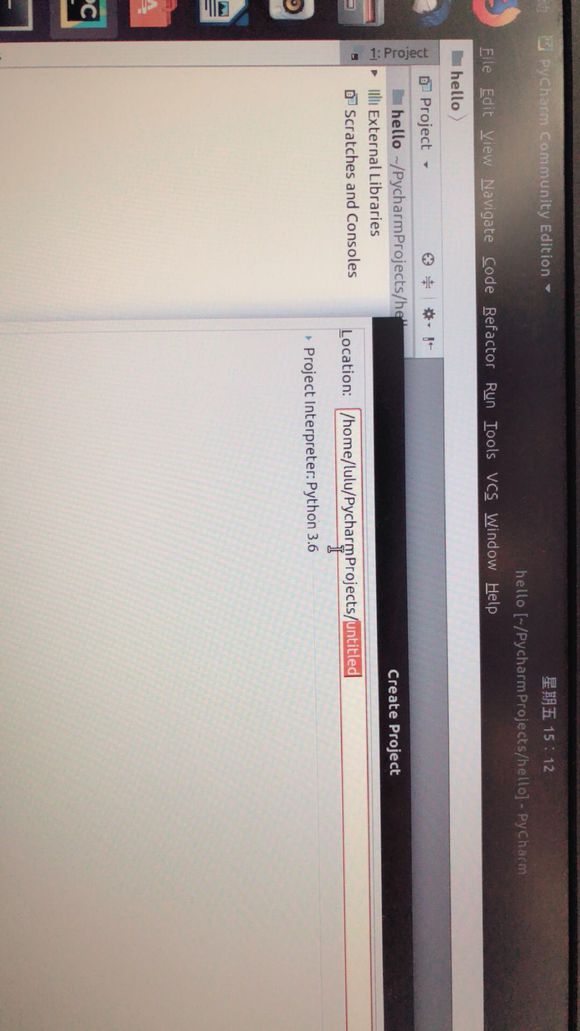 PyCharm Community Edition
星期五 15：12
hello [~/PycharmProjects/hello] - PyCharm
File Edit View Navigate Code Refactor Run Tools VCS Window Help
hello
Project
1: Project
hello ~/PycharmProjects/hell
External Libraries
Scratches and Consoles
Create Project
Location: /home/lulu/PycharmProjects/untitled
Project Interpreter: Python 3.6